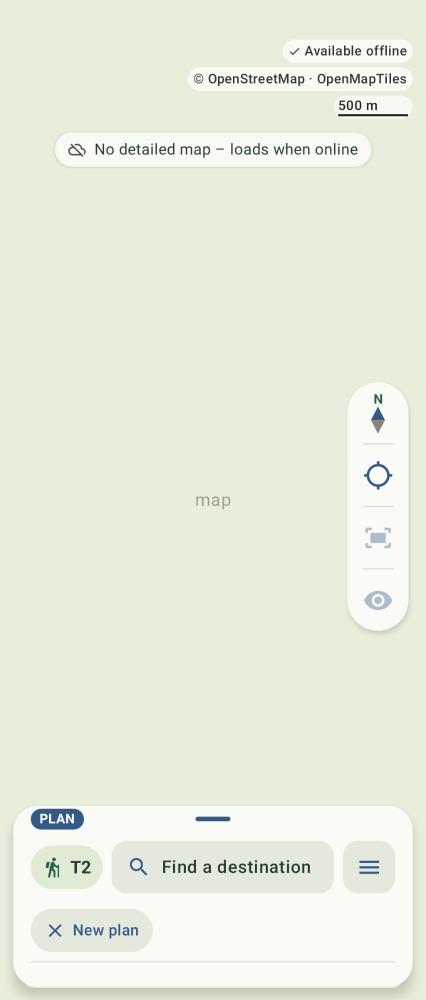 Available offline
© OpenStreetMap · OpenMapTiles
500 m
No detailed map – loads when online
N
map
PLAN
T2
Find a destination
New plan